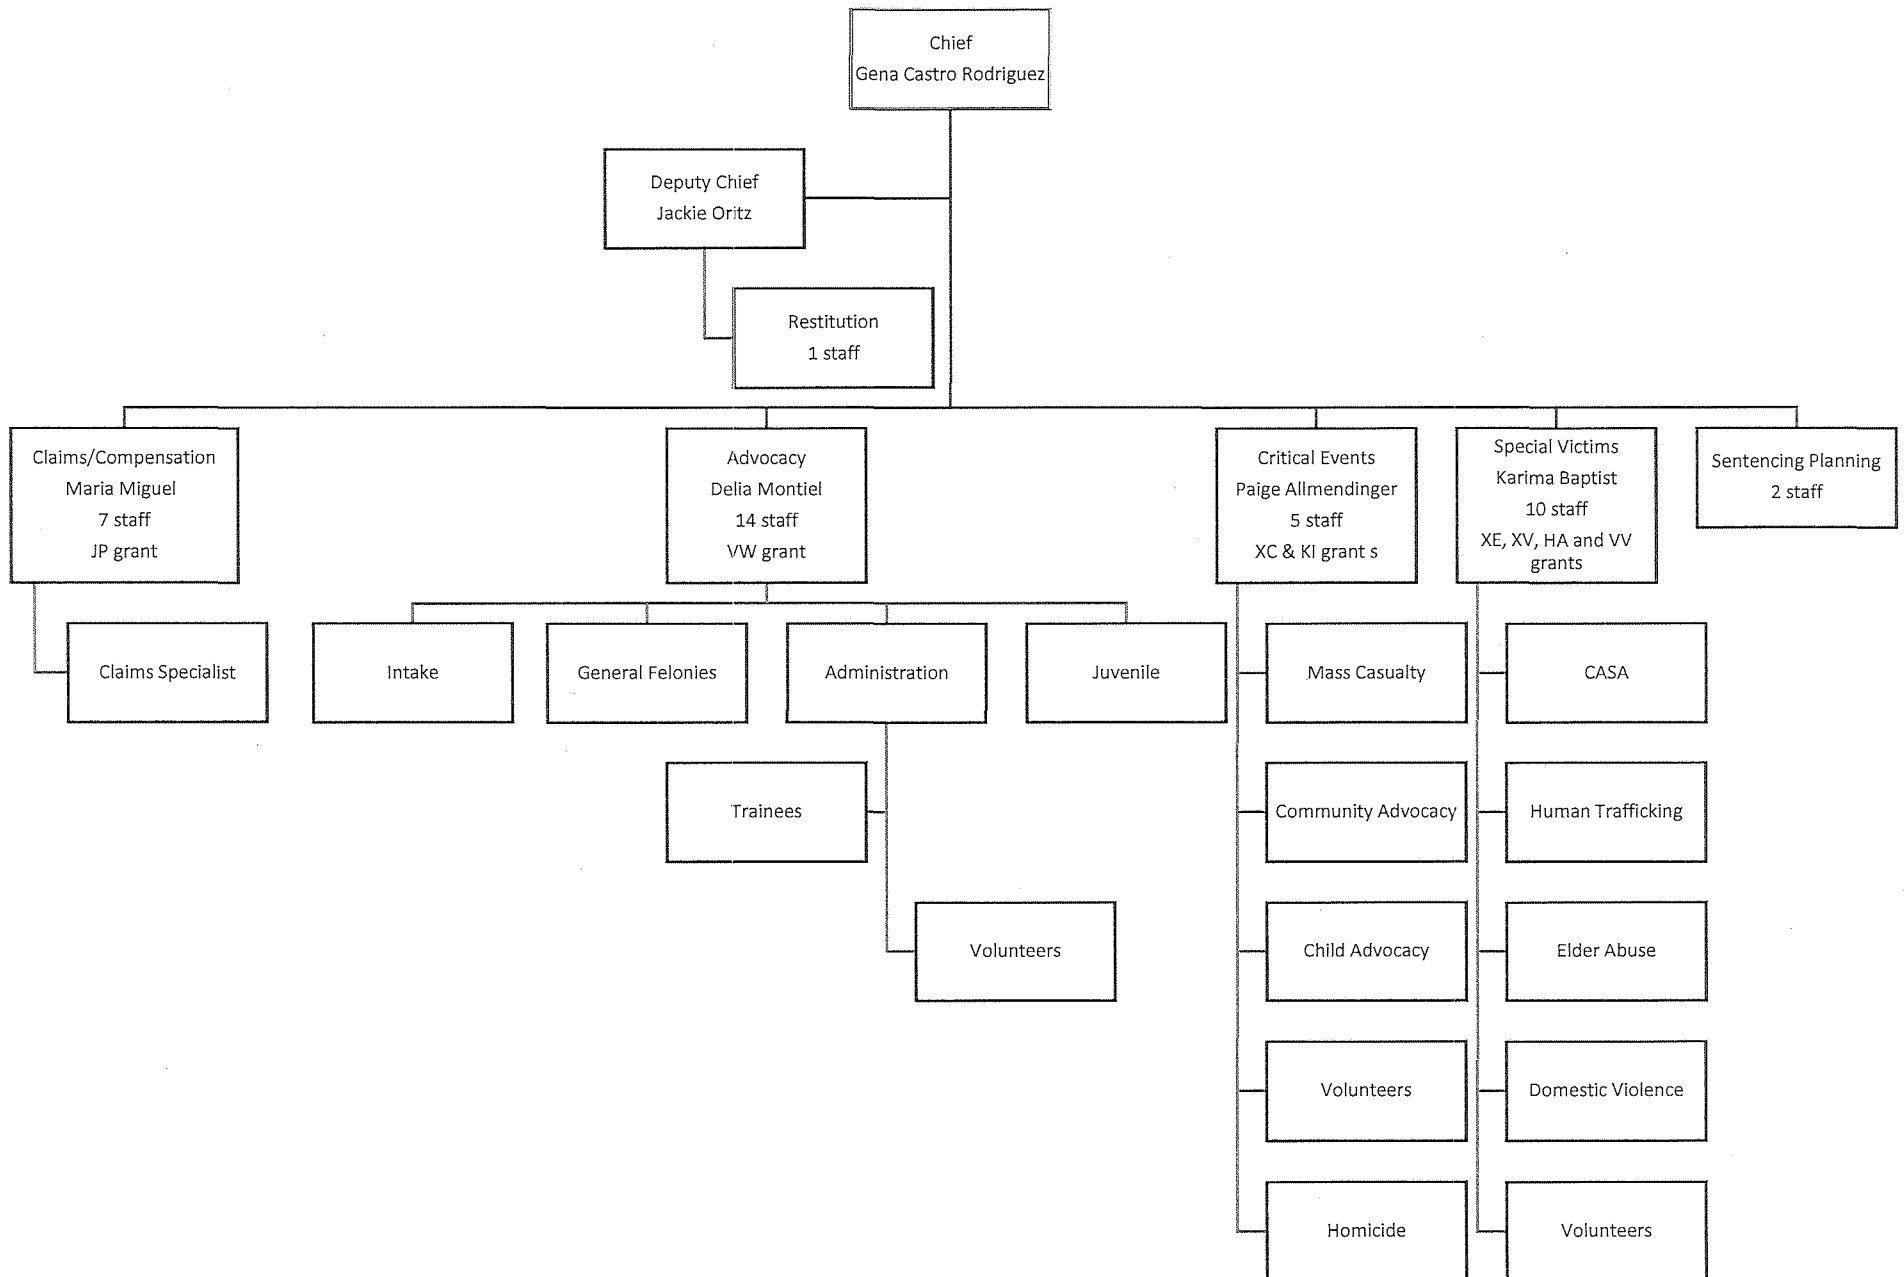 Chief
Gena Castro Rodriguez
Deputy Chief
Jackie Oritz
Restitution
1 staff
Claims/Compensation
Maria Miguel
7 staff
JP grant
Advocacy
Delia Montiel
14 staff
VW grant
Critical Events
Paige Allmendinger
5 staff
XC & KI grant s
Special Victims
Karima Baptist
10 staff
XE, XV, HA and VV
grants
Sentencing Planning
2 staff
Claims Specialist
Intake
General Felonies
Administration
Juvenile
Mass Casualty
CASA
Trainees
Community Advocacy
Human Trafficking
Volunteers
Child Advocacy
Elder Abuse
Volunteers
Domestic Violence
Homicide
Volunteers